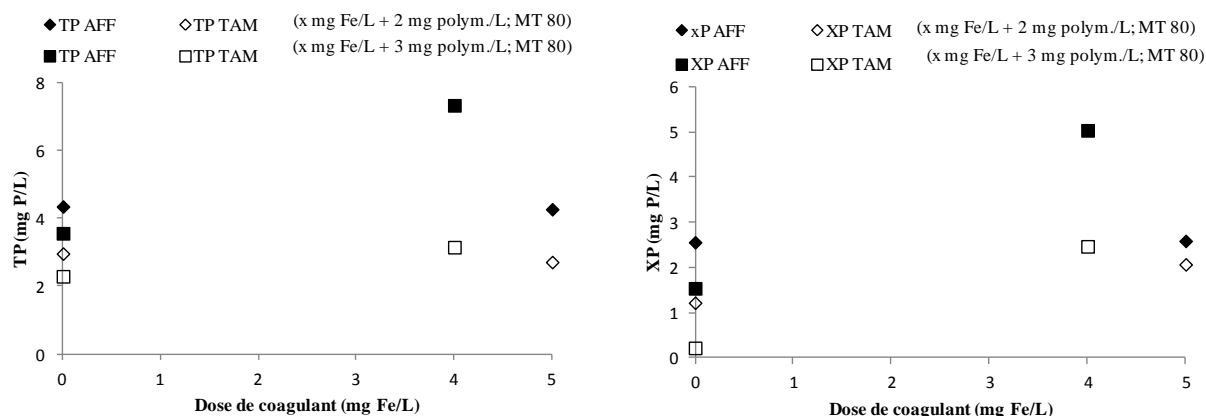 TP AFF TP TAM (x mg Fe/L + 2 mg polym./L; MT 80)
TP AFF TP TAM (x mg Fe/L + 3 mg polym./L; MT 80)
8
6
4
2
0
TP (mg P/L)
0 1 2 3 4 5
Dose de coagulant (mg Fe/L)
xP AFF XP TAM (x mg Fe/L + 2 mg polym./L; MT 80)
XP AFF XP TAM (x mg Fe/L + 3 mg polym./L; MT 80)
6
5
4
3
2
1
0
XP (mg P/L)
0 1 2 3 4 5
Dose de coagulant (mg Fe/L)